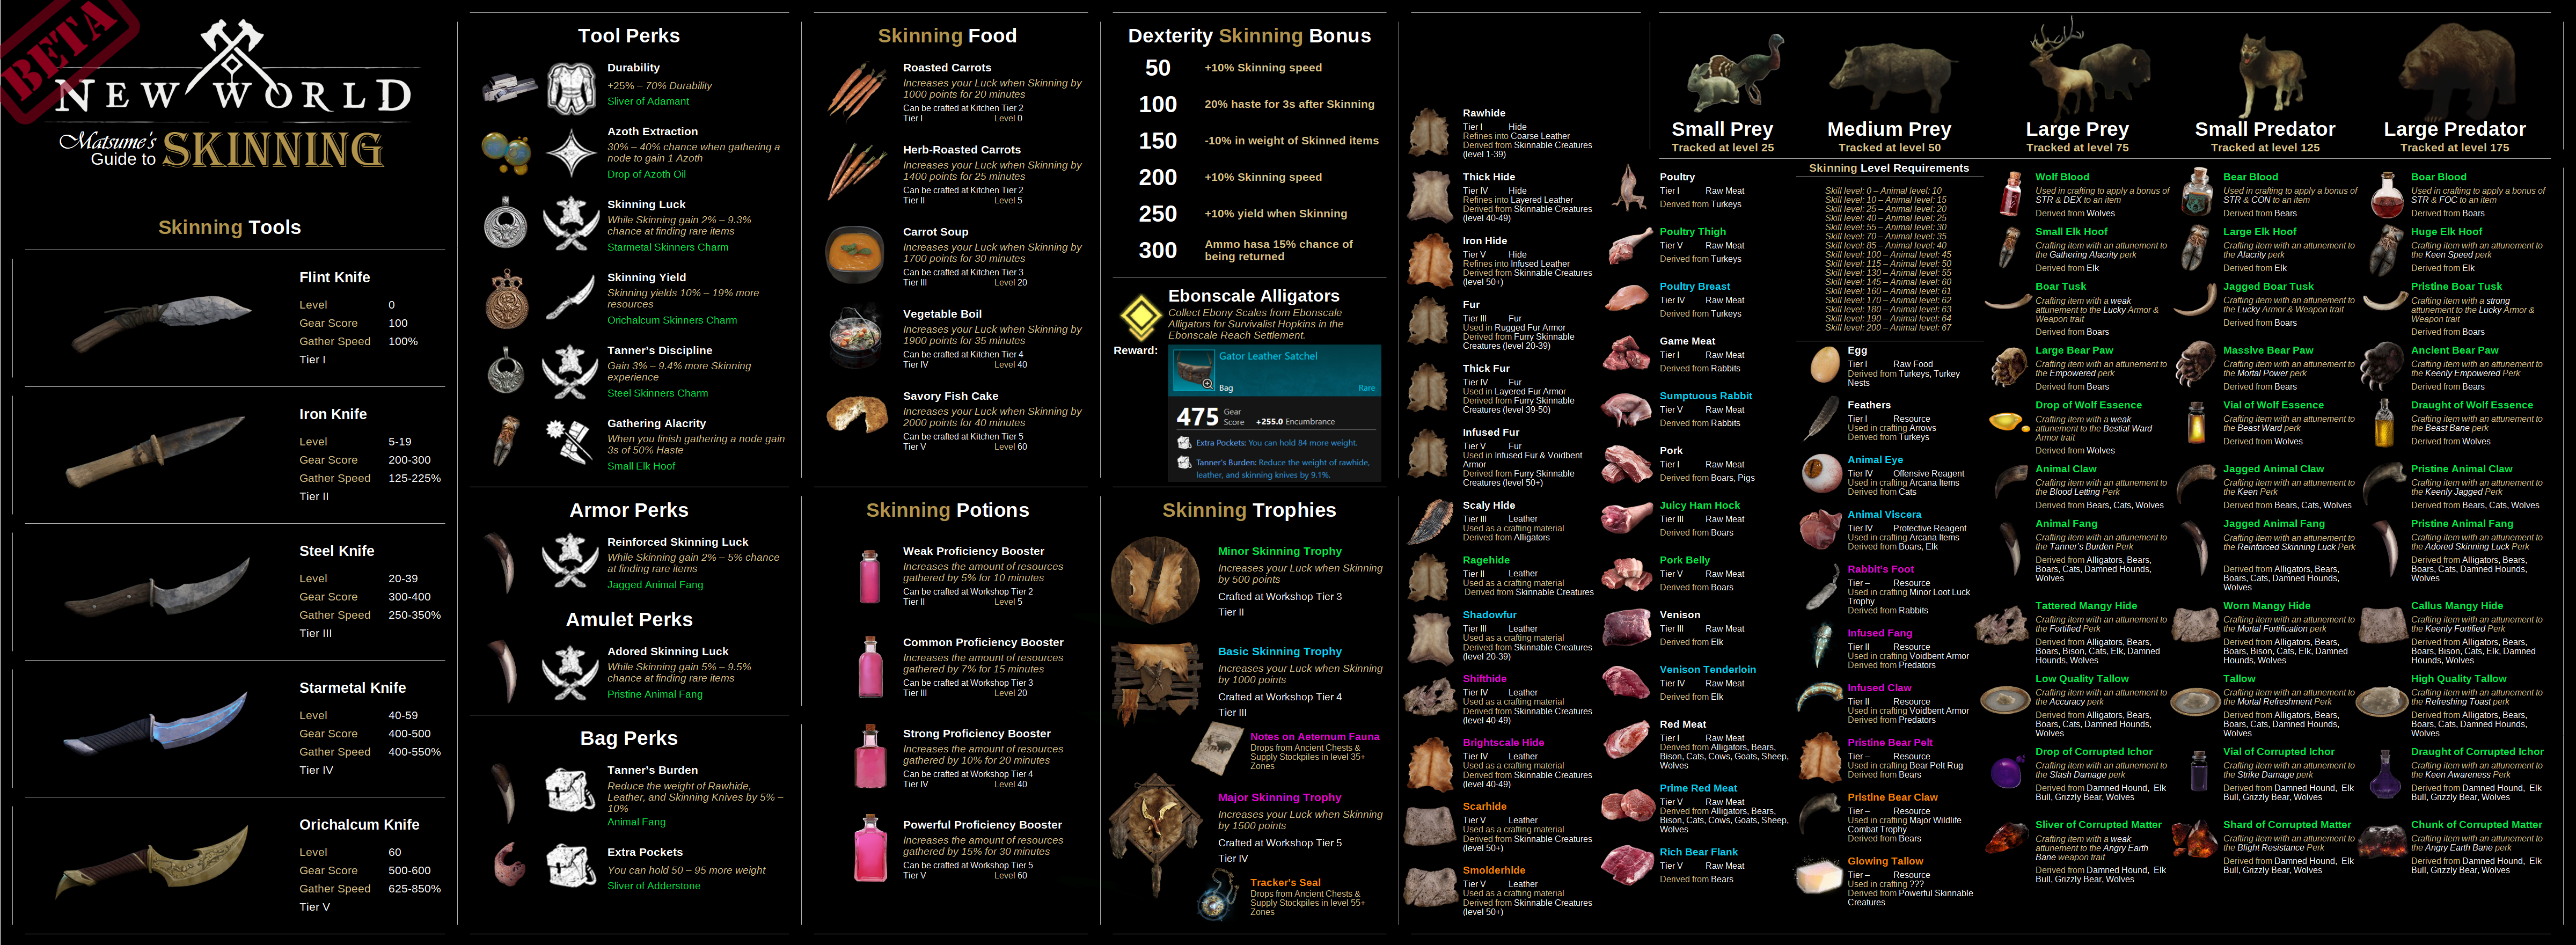 BETA
NEW WORLD
Matsume's
Guide to SKINNING
Skinning Tools
Flint Knife
Level 0
Gear Score 100
Gather Speed 100%
Tier I
Iron Knife
Level 5-19
Gear Score 200-300
Gather Speed 125-225%
Tier II
Steel Knife
Level 20-39
Gear Score 300-400
Gather Speed 250-350%
Tier III
Starmetal Knife
Level 40-59
Gear Score 400-500
Gather Speed 400-550%
Tier IV
Orichalcum Knife
Level 60
Gear Score 500-600
Gather Speed 625-850%
Tier V
Tool Perks
Durability
+25% – 70% Durability
Sliver of Adamant
Azoth Extraction
30% – 40% chance when gathering a
node to gain 1 Azoth
Drop of Azoth Oil
Skinning Luck
While Skinning gain 2% – 9.3%
chance at finding rare items
Starmetal Skinners Charm
Skinning Yield
Skinning yields 10% – 19% more
resources
Orichalcum Skinners Charm
Tanner's Discipline
Gain 3% – 9.4% more Skinning
experience
Steel Skinners Charm
Gathering Alacrity
When you finish gathering a node gain
3s of 50% Haste
Small Elk Hoof
Armor Perks
Reinforced Skinning Luck
While Skinning gain 2% – 5% chance
at finding rare items
Jagged Animal Fang
Amulet Perks
Adored Skinning Luck
While Skinning gain 5% – 9.5%
chance at finding rare items
Pristine Animal Fang
Bag Perks
Tanner's Burden
Reduce the weight of Rawhide,
Leather, and Skinning Knives by 5% –
10%
Animal Fang
Extra Pockets
You can hold 50 – 95 more weight
Sliver of Adderstone
Skinning Food
Roasted Carrots
Increases your Luck when Skinning by
1000 points for 20 minutes
Can be crafted at Kitchen Tier 2
Tier I Level 0
Herb-Roasted Carrots
Increases your Luck when Skinning by
1400 points for 25 minutes
Can be crafted at Kitchen Tier 2
Tier II Level 5
Carrot Soup
Increases your Luck when Skinning by
1700 points for 30 minutes
Can be crafted at Kitchen Tier 3
Tier III Level 20
Vegetable Boil
Increases your Luck when Skinning by
1900 points for 35 minutes
Can be crafted at Kitchen Tier 4
Tier IV Level 40
Savory Fish Cake
Increases your Luck when Skinning by
2000 points for 40 minutes
Can be crafted at Kitchen Tier 5
Tier V Level 60
Skinning Potions
Weak Proficiency Booster
Increases the amount of resources
gathered by 5% for 10 minutes
Can be crafted at Workshop Tier 2
Tier II Level 5
Common Proficiency Booster
Increases the amount of resources
gathered by 7% for 15 minutes
Can be crafted at Workshop Tier 3
Tier III Level 20
Strong Proficiency Booster
Increases the amount of resources
gathered by 10% for 20 minutes
Can be crafted at Workshop Tier 4
Tier IV Level 40
Powerful Proficiency Booster
Increases the amount of resources
gathered by 15% for 30 minutes
Can be crafted at Workshop Tier 5
Tier V Level 60
Dexterity Skinning Bonus
50 +10% Skinning speed
100 20% haste for 3s after Skinning
150 -10% in weight of Skinned items
200 +10% Skinning speed
250 +10% yield when Skinning
300 Ammo hasa 15% chance of
being returned
Ebonscale Alligators
Collect Ebony Scales from Ebonscale
Alligators for Survivalist Hopkins in the
Ebonscale Reach Settlement.
Reward:
Gator Leather Satchel
Bag Rare
475 Gear
Score +255.0 Encumbrance
Extra Pockets: You can hold 84 more weight.
Tanner's Burden: Reduce the weight of rawhide,
leather, and skinning knives by 9.1%.
Skinning Trophies
Minor Skinning Trophy
Increases your Luck when Skinning
by 500 points
Crafted at Workshop Tier 3
Tier II
Basic Skinning Trophy
Increases your Luck when Skinning
by 1000 points
Crafted at Workshop Tier 4
Tier III
Notes on Aeternum Fauna
Drops from Ancient Chests &
Supply Stockpiles in level 35+
Zones
Major Skinning Trophy
Increases your Luck when Skinning
by 1500 points
Crafted at Workshop Tier 5
Tier IV
Tracker's Seal
Drops from Ancient Chests &
Supply Stockpiles in level 55+
Zones
Rawhide
Tier I Hide
Refines into Coarse Leather
Derived from Skinnable Creatures
(level 1-39)
Thick Hide
Tier IV Hide
Refines into Layered Leather
Derived from Skinnable Creatures
(level 40-49)
Iron Hide
Tier V Hide
Refines into Infused Leather
Derived from Skinnable Creatures
(level 50+)
Fur
Tier III Fur
Used in Rugged Fur Armor
Derived from Furry Skinnable
Creatures (level 20-39)
Thick Fur
Tier IV Fur
Used in Layered Fur Armor
Derived from Furry Skinnable
Creatures (level 39-50)
Infused Fur
Tier V Fur
Used in Infused Fur & Voidbent
Armor
Derived from Furry Skinnable
Creatures (level 50+)
Scaly Hide
Tier III Leather
Used as a crafting material
Derived from Alligators
Ragehide
Tier II Leather
Used as a crafting material
Derived from Skinnable Creatures
Shadowfur
Tier III Leather
Used as a crafting material
Derived from Skinnable Creatures
(level 20-39)
Shifthide
Tier IV Leather
Used as a crafting material
Derived from Skinnable Creatures
(level 40-49)
Brightscale Hide
Tier IV Leather
Used as a crafting material
Derived from Skinnable Creatures
(level 40-49)
Scarhide
Tier V Leather
Used as a crafting material
Derived from Skinnable Creatures
(level 50+)
Smolderhide
Tier V Leather
Used as a crafting material
Derived from Skinnable Creatures
(level 50+)
Small Prey
Tracked at level 25
Medium Prey
Tracked at level 50
Large Prey
Tracked at level 75
Small Predator
Tracked at level 125
Large Predator
Tracked at level 175
Poultry
Tier I Raw Meat
Derived from Turkeys
Poultry Thigh
Tier V Raw Meat
Derived from Turkeys
Poultry Breast
Tier IV Raw Meat
Derived from Turkeys
Game Meat
Tier I Raw Meat
Derived from Rabbits
Sumptuous Rabbit
Tier V Raw Meat
Derived from Rabbits
Pork
Tier I Raw Meat
Derived from Boars, Pigs
Juicy Ham Hock
Tier III Raw Meat
Derived from Boars
Pork Belly
Tier V Raw Meat
Derived from Boars
Venison
Tier III Raw Meat
Derived from Elk
Venison Tenderloin
Tier IV Raw Meat
Derived from Elk
Red Meat
Tier I Raw Meat
Derived from Alligators, Bears,
Bison, Cats, Cows, Goats, Sheep,
Wolves
Prime Red Meat
Tier V Raw Meat
Derived from Alligators, Bears,
Bison, Cats, Cows, Goats, Sheep,
Wolves
Rich Bear Flank
Tier V Raw Meat
Derived from Bears
Skinning Level Requirements
Skill level: 0 – Animal level: 10
Skill level: 10 – Animal level: 15
Skill level: 25 – Animal level: 20
Skill level: 40 – Animal level: 25
Skill level: 55 – Animal level: 30
Skill level: 70 – Animal level: 35
Skill level: 85 – Animal level: 40
Skill level: 100 – Animal level: 45
Skill level: 115 – Animal level: 50
Skill level: 130 – Animal level: 55
Skill level: 145 – Animal level: 60
Skill level: 160 – Animal level: 61
Skill level: 170 – Animal level: 62
Skill level: 180 – Animal level: 63
Skill level: 190 – Animal level: 64
Skill level: 200 – Animal level: 67
Egg
Tier I Raw Food
Derived from Turkeys, Turkey
Nests
Feathers
Tier I Resource
Used in crafting Arrows
Derived from Turkeys
Animal Eye
Tier IV Offensive Reagent
Used in crafting Arcana Items
Derived from Cats
Animal Viscera
Tier IV Protective Reagent
Used in crafting Arcana Items
Derived from Boars, Elk
Rabbit's Foot
Tier – Resource
Used in crafting Minor Loot Luck
Trophy
Derived from Rabbits
Infused Fang
Tier II Resource
Used in crafting Voidbent Armor
Derived from Predators
Infused Claw
Tier II Resource
Used in crafting Voidbent Armor
Derived from Predators
Pristine Bear Pelt
Tier – Resource
Used in crafting Bear Pelt Rug
Derived from Bears
Pristine Bear Claw
Tier – Resource
Used in crafting Major Wildlife
Combat Trophy
Derived from Bears
Glowing Tallow
Tier – Resource
Used in crafting ???
Derived from Powerful Skinnable
Creatures
Wolf Blood
Used in crafting to apply a bonus of
STR & DEX to an item
Derived from Wolves
Small Elk Hoof
Crafting item with an attunement to
the Gathering Alacrity perk
Derived from Elk
Boar Tusk
Crafting item with a weak
attunement to the Lucky Armor &
Weapon trait
Derived from Boars
Large Bear Paw
Crafting item with an attunement to
the Empowered perk
Derived from Bears
Drop of Wolf Essence
Crafting item with a weak
attunement to the Bestial Ward
Armor trait
Derived from Wolves
Animal Claw
Crafting item with an attunement to
the Blood Letting Perk
Derived from Bears, Cats, Wolves
Animal Fang
Crafting item with an attunement to
the Tanner's Burden Perk
Derived from Alligators, Bears,
Boars, Cats, Damned Hounds,
Wolves
Tattered Mangy Hide
Crafting item with an attunement to
the Fortified Perk
Derived from Alligators, Bears,
Boars, Bison, Cats, Elk, Damned
Hounds, Wolves
Low Quality Tallow
Crafting item with an attunement to
the Accuracy perk
Derived from Alligators, Bears,
Boars, Cats, Damned Hounds,
Wolves
Drop of Corrupted Ichor
Crafting item with an attunement to
the Slash Damage perk
Derived from Damned Hound, Elk
Bull, Grizzly Bear, Wolves
Sliver of Corrupted Matter
Crafting item with a weak
attunement to the Angry Earth
Bane weapon trait
Derived from Damned Hound, Elk
Bull, Grizzly Bear, Wolves
Bear Blood
Used in crafting to apply a bonus of
STR & CON to an item
Derived from Bears
Large Elk Hoof
Crafting item with an attunement to
the Alacrity perk
Derived from Elk
Jagged Boar Tusk
Crafting item with an attunement to
the Lucky Armor & Weapon trait
Derived from Boars
Massive Bear Paw
Crafting item with an attunement to
the Mortal Power perk
Derived from Bears
Vial of Wolf Essence
Crafting item with an attunement to
the Beast Ward perk
Derived from Wolves
Jagged Animal Claw
Crafting item with an attunement to
the Keen Perk
Derived from Bears, Cats, Wolves
Jagged Animal Fang
Crafting item with an attunement to
the Reinforced Skinning Luck Perk
Derived from Alligators, Bears,
Boars, Cats, Damned Hounds,
Wolves
Worn Mangy Hide
Crafting item with an attunement to
the Mortal Fortification perk
Derived from Alligators, Bears,
Boars, Bison, Cats, Elk, Damned
Hounds, Wolves
Tallow
Crafting item with an attunement to
the Mortal Refreshment Perk
Derived from Alligators, Bears,
Boars, Cats, Damned Hounds,
Wolves
Vial of Corrupted Ichor
Crafting item with an attunement to
the Strike Damage perk
Derived from Damned Hound, Elk
Bull, Grizzly Bear, Wolves
Shard of Corrupted Matter
Crafting item with an attunement to
the Blight Resistance Perk
Derived from Damned Hound, Elk
Bull, Grizzly Bear, Wolves
Boar Blood
Used in crafting to apply a bonus of
STR & FOC to an item
Derived from Boars
Huge Elk Hoof
Crafting item with an attunement to
the Keen Speed perk
Derived from Elk
Pristine Boar Tusk
Crafting item with a strong
attunement to the Lucky Armor &
Weapon trait
Derived from Boars
Ancient Bear Paw
Crafting item with an attunement to
the Keenly Empowered Perk
Derived from Bears
Draught of Wolf Essence
Crafting item with an attunement to
the Beast Bane perk
Derived from Wolves
Pristine Animal Claw
Crafting item with an attunement to
the Keenly Jagged Perk
Derived from Bears, Cats, Wolves
Pristine Animal Fang
Crafting item with an attunement to
the Adored Skinning Luck Perk
Derived from Alligators, Bears,
Boars, Cats, Damned Hounds,
Wolves
Callus Mangy Hide
Crafting item with an attunement to
the Keenly Fortified Perk
Derived from Alligators, Bears,
Boars, Bison, Cats, Elk, Damned
Hounds, Wolves
High Quality Tallow
Crafting item with an attunement to
the Refreshing Toast perk
Derived from Alligators, Bears,
Boars, Cats, Damned Hounds,
Wolves
Draught of Corrupted Ichor
Crafting item with an attunement to
the Keen Awareness Perk
Derived from Damned Hound, Elk
Bull, Grizzly Bear, Wolves
Chunk of Corrupted Matter
Crafting item with an attunement to
the Angry Earth Bane perk
Derived from Damned Hound, Elk
Bull, Grizzly Bear, Wolves